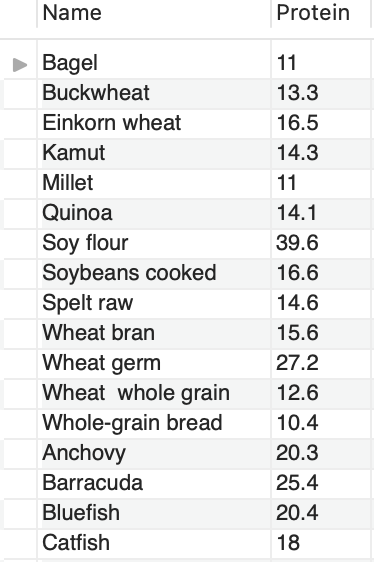 Name Protein
Bagel 11
Buckwheat 13.3
Einkorn wheat 16.5
Kamut 14.3
Millet 11
Quinoa 14.1
Soy flour 39.6
Soybeans cooked 16.6
Spelt raw 14.6
Wheat bran 15.6
Wheat germ 27.2
Wheat  whole grain 12.6
Whole-grain bread 10.4
Anchovy 20.3
Barracuda 25.4
Bluefish 20.4
Catfish 18